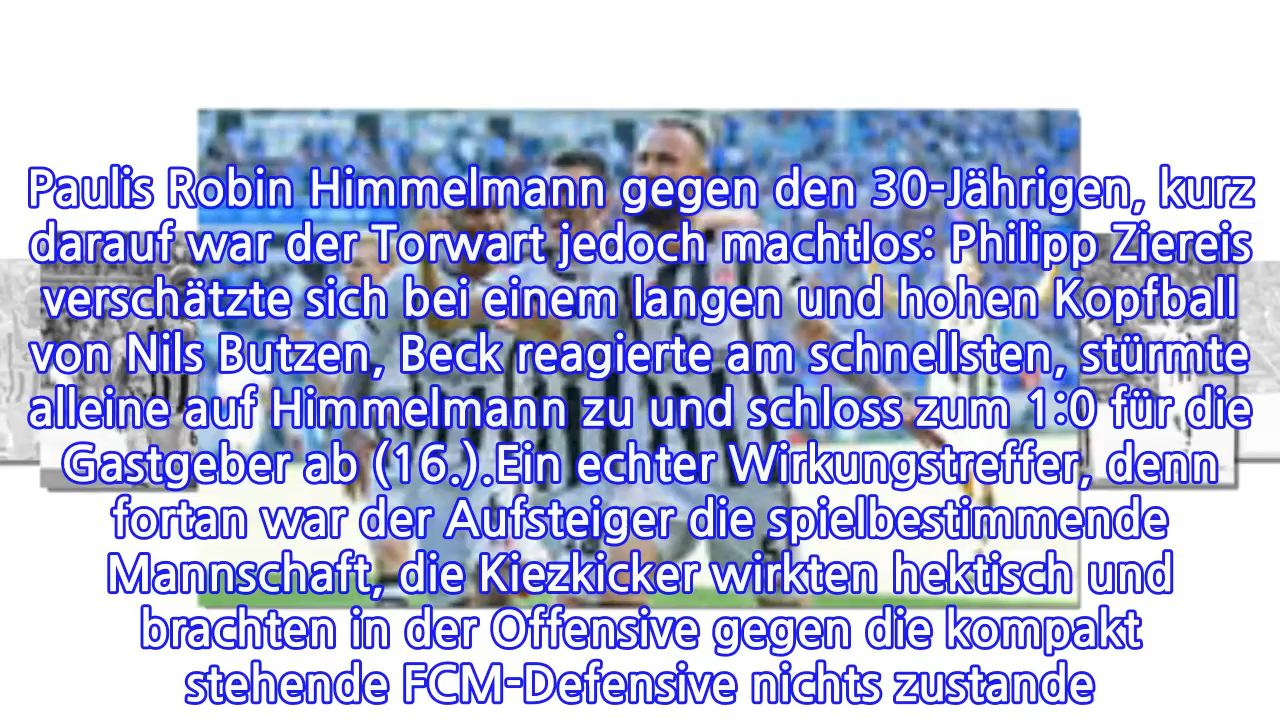 Paulis Robin Himmelmann gegen den 30-Jährigen, kurz
darauf war der Torwart jedoch machtlos: Philipp Ziereis
verschätzte sich bei einem langen und hohen Kopfball
von Nils Butzen, Beck reagierte am schnellsten, stürmte
alleine auf Himmelmann zu und schloss zum 1:0 für die
Gastgeber ab (16.).Ein echter Wirkungstreffer, denn
fortan war der Aufsteiger die spielbestimmende
Mannschaft, die Kiezkicker wirkten hektisch und
brachten in der Offensive gegen die kompakt
stehende FCM-Defensive nichts zustande